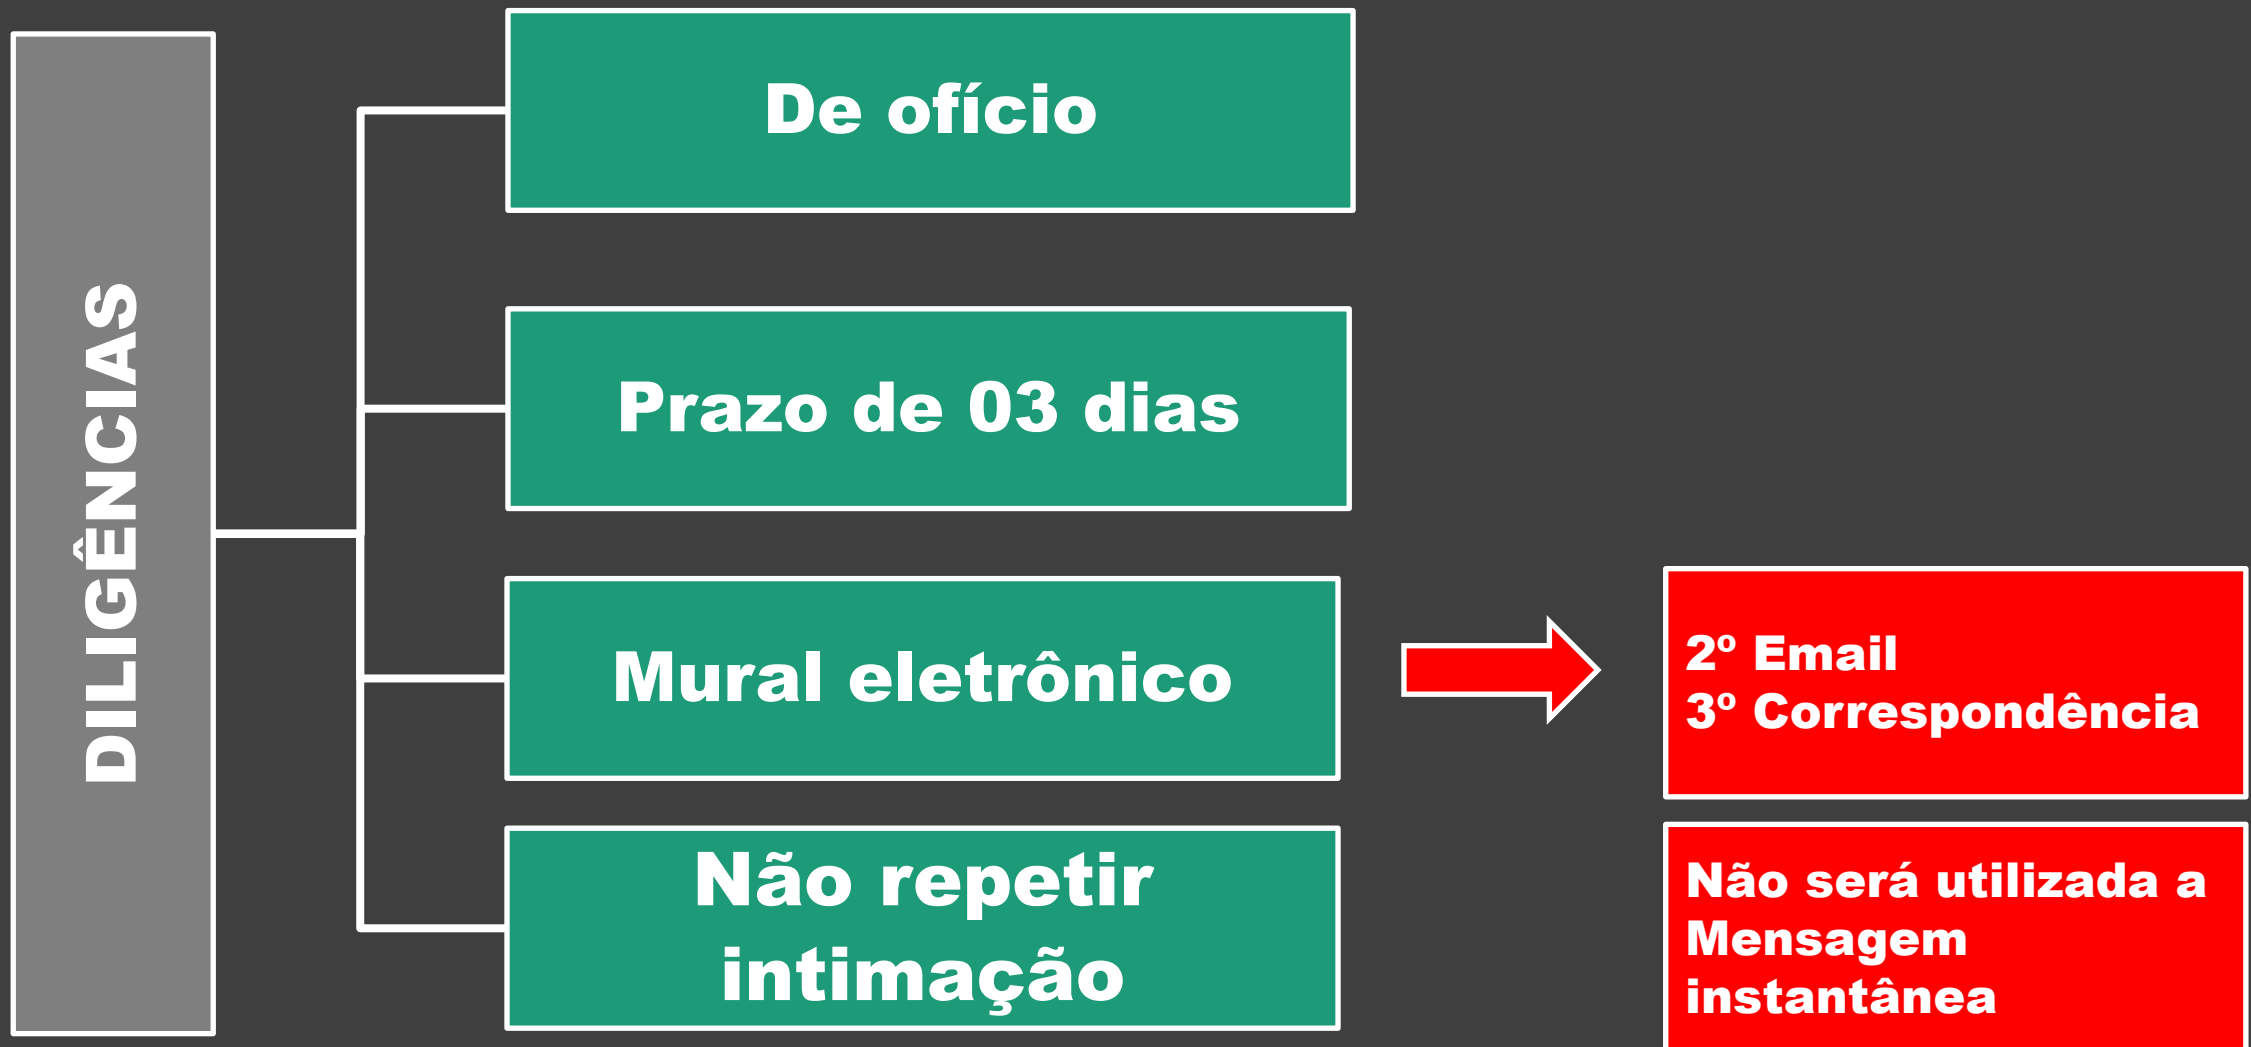 DILIGÊNCIAS
De ofício
Prazo de 03 dias
Mural eletrônico
2º Email
3º Correspondência
Não repetir
intimação
Não será utilizada a
Mensagem
instantânea